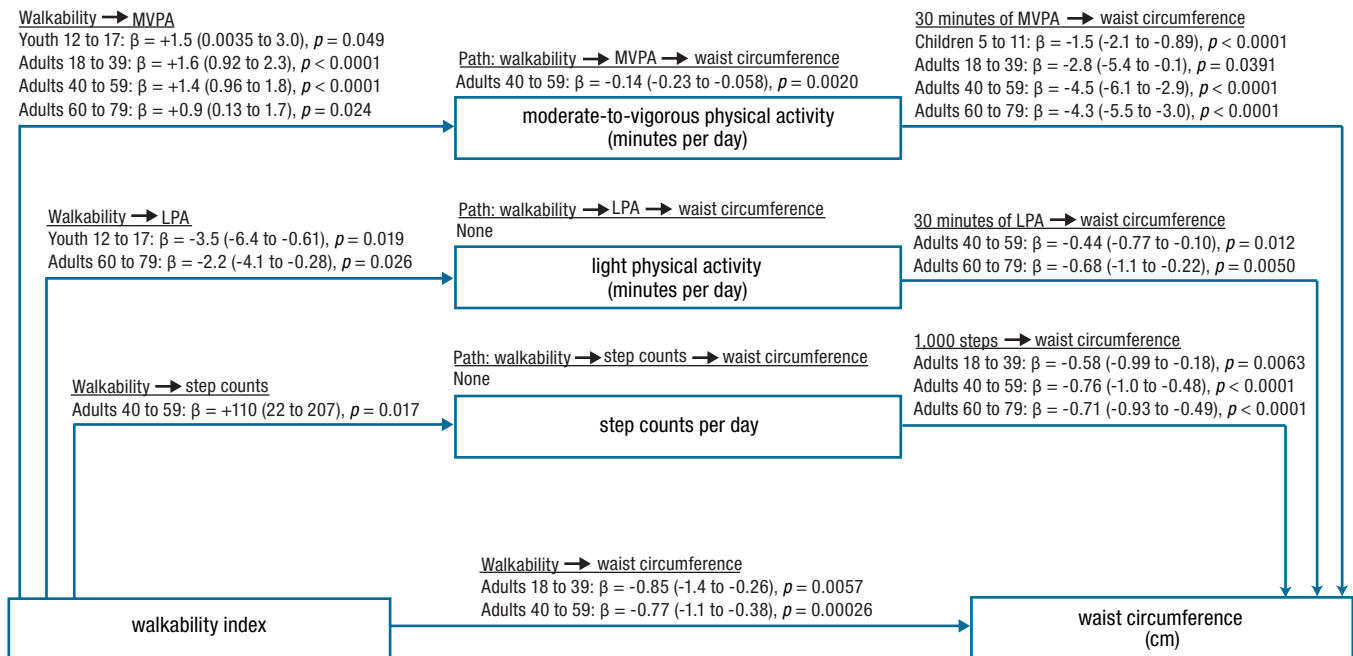 Walkability → MVPA
Youth 12 to 17: β = +1.5 (0.0035 to 3.0), p = 0.049
Adults 18 to 39: β = +1.6 (0.92 to 2.3), p < 0.0001
Adults 40 to 59: β = +1.4 (0.96 to 1.8), p < 0.0001
Adults 60 to 79: β = +0.9 (0.13 to 1.7), p = 0.024
Path: walkability → MVPA → waist circumference
Adults 40 to 59: β = -0.14 (-0.23 to -0.058), p = 0.0020
moderate-to-vigorous physical activity
(minutes per day)
30 minutes of MVPA → waist circumference
Children 5 to 11: β = -1.5 (-2.1 to -0.89), p < 0.0001
Adults 18 to 39: β = -2.8 (-5.4 to -0.1), p = 0.0391
Adults 40 to 59: β = -4.5 (-6.1 to -2.9), p < 0.0001
Adults 60 to 79: β = -4.3 (-5.5 to -3.0), p < 0.0001
Walkability → LPA
Youth 12 to 17: β = -3.5 (-6.4 to -0.61), p = 0.019
Adults 60 to 79: β = -2.2 (-4.1 to -0.28), p = 0.026
Path: walkability → LPA → waist circumference
None
light physical activity
(minutes per day)
30 minutes of LPA → waist circumference
Adults 40 to 59: β = -0.44 (-0.77 to -0.10), p = 0.012
Adults 60 to 79: β = -0.68 (-1.1 to -0.22), p = 0.0050
Walkability → step counts
Adults 40 to 59: β = +110 (22 to 207), p = 0.017
Path: walkability → step counts → waist circumference
None
step counts per day
1,000 steps → waist circumference
Adults 18 to 39: β = -0.58 (-0.99 to -0.18), p = 0.0063
Adults 40 to 59: β = -0.76 (-1.0 to -0.48), p < 0.0001
Adults 60 to 79: β = -0.71 (-0.93 to -0.49), p < 0.0001
Walkability → waist circumference
Adults 18 to 39: β = -0.85 (-1.4 to -0.26), p = 0.0057
Adults 40 to 59: β = -0.77 (-1.1 to -0.38), p = 0.00026
walkability index
waist circumference
(cm)